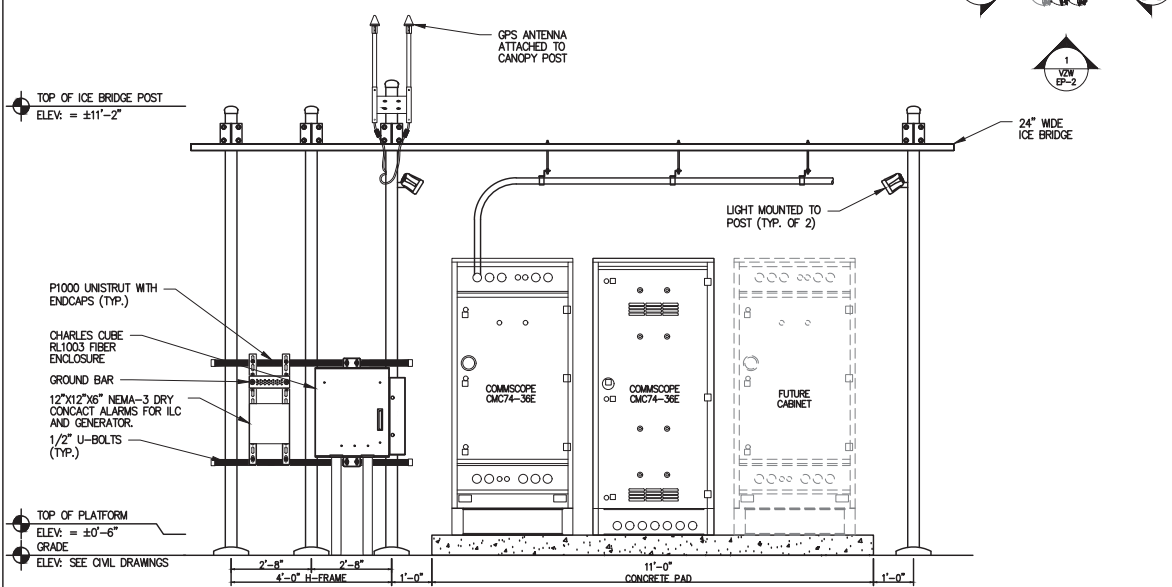 GPS ANTENNA
ATTACHED TO
CANOPY POST
1
VZW
EP-2
TOP OF ICE BRIDGE POST
ELEV: = ±11'-2"
24" WIDE
ICE BRIDGE
LIGHT MOUNTED TO
POST (TYP. OF 2)
P1000 UNISTRUT WITH
ENDCAPS (TYP.)
CHARLES CUBE
RL1003 FIBER
ENCLOSURE
GROUND BAR
12"X12"X6" NEMA-3 DRY
CONCACT ALARMS FOR ILC
AND GENERATOR.
1/2" U-BOLTS
(TYP.)
COMMSCOPE
CMC74-36E
COMMSCOPE
CMC74-36E
FUTURE
CABINET
TOP OF PLATFORM
ELEV: = ±0'-6"
GRADE
ELEV: SEE CIVIL DRAWINGS
2'-8"
2'-8"
4'-0" H-FRAME
1'-0"
11'-0"
CONCRETE PAD
1'-0"